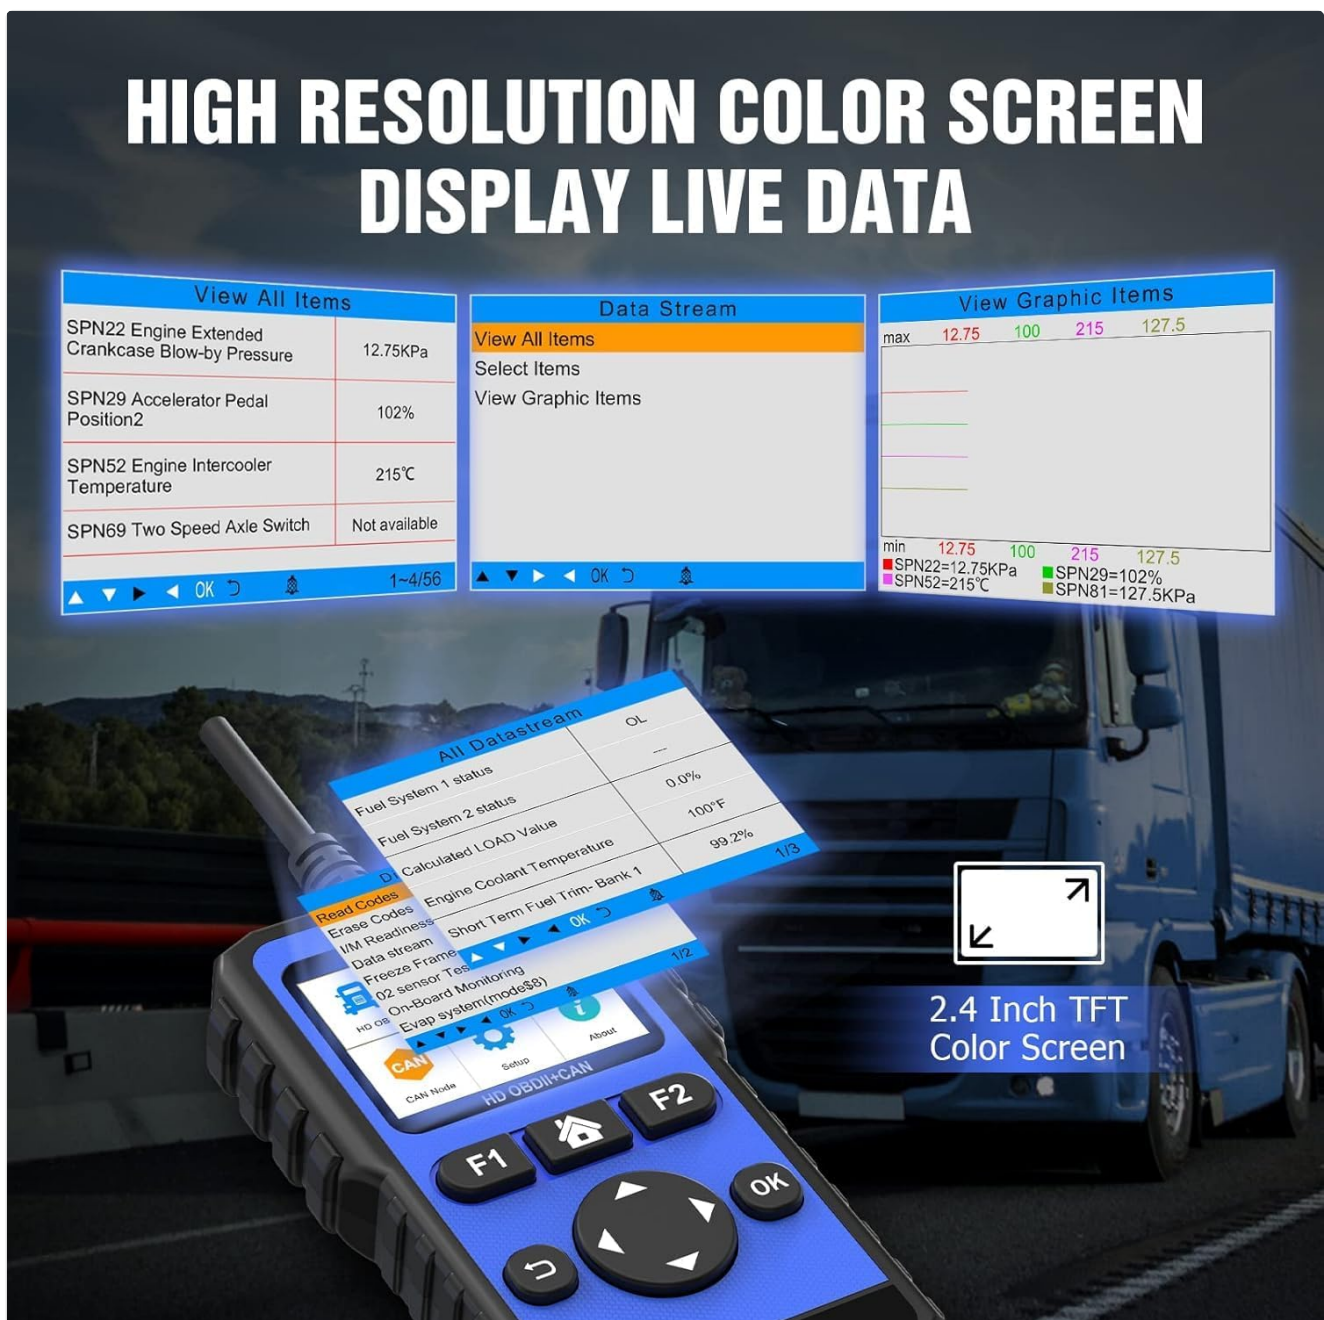 HIGH RESOLUTION COLOR SCREEN
DISPLAY LIVE DATA
View All Items
SPN22 Engine Extended
Crankcase Blow-by Pressure
12.75KPa
SPN29 Accelerator Pedal
Position2
102%
SPN52 Engine Intercooler
Temperature
215℃
SPN69 Two Speed Axle Switch
Not available
OK
1~4/56
Data Stream
View All Items
Select Items
View Graphic Items
OK
View Graphic Items
max 12.75 100 215 127.5
min 12.75 100 215 127.5
SPN22=12.75KPa SPN29=102%
SPN52=215℃ SPN81=127.5KPa
All Datastream
Fuel System 1 status OL
Fuel System 2 status ---
Calculated LOAD Value 0.0%
Engine Coolant Temperature 100°F
Short Term Fuel Trim- Bank 1 99.2%
OK 1/3
Read Codes
Erase Codes
I/M Readiness
Data stream
Freeze Frame
O2 sensor Tes
On-Board Monitoring
Evap system(mode$8)
OK 1/2
HD OB
CAN
CAN Node
Setup
About
HD OBDII+CAN
F1
F2
OK
2.4 Inch TFT
Color Screen